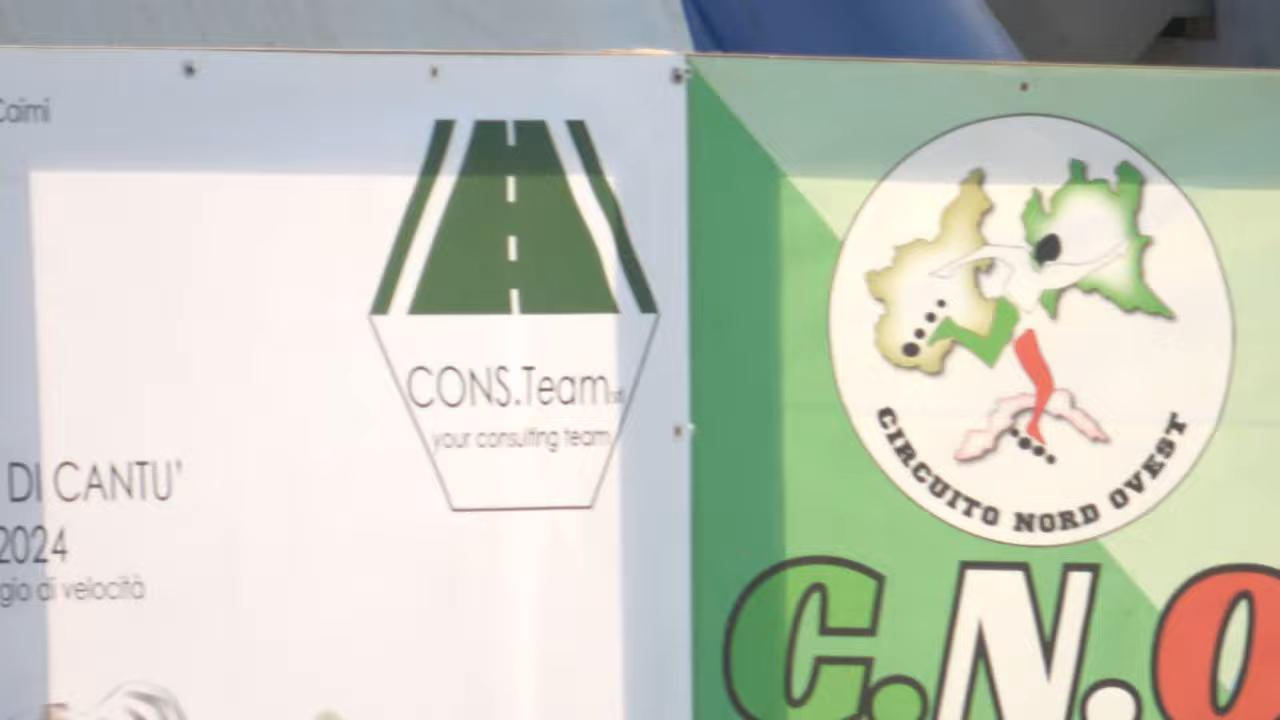 Caimi
CONS.Team
your consulting team
DI CANTU'
2024
gio di velocità
CIRCUITO NORD OVEST
C.N.O